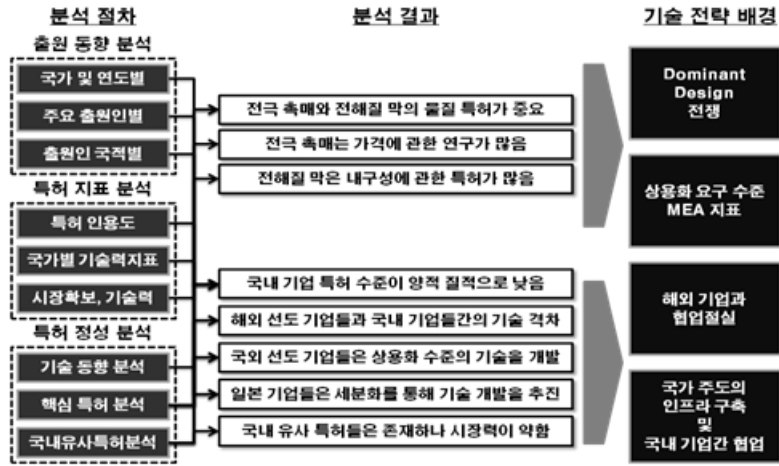 분석 절차
출원 동향 분석
국가 및 연도별
주요 출원인별
출원인 국적별
특허 지표 분석
특허 인용도
국가별 기술력지표
시장확보, 기술력
특허 정성 분석
기술 동향 분석
핵심 특허 분석
국내유사특허분석
분석 결과
전극 촉매와 전해질 막의 물질 특허가 중요
전극 촉매는 가격에 관한 연구가 많음
전해질 막은 내구성에 관한 특허가 많음
국내 기업 특허 수준이 양적 질적으로 낮음
해외 선도 기업들과 국내 기업들간의 기술 격차
국외 선도 기업들은 상용화 수준의 기술을 개발
일본 기업들은 세분화를 통해 기술 개발을 추진
국내 유사 특허들은 존재하나 시장력이 약함
기술 전략 배경
Dominant
Design
전쟁
상용화 요구 수준
MEA 지표
해외 기업과
협업절실
국가 주도의
인프라 구축
및
국내 기업간 협업